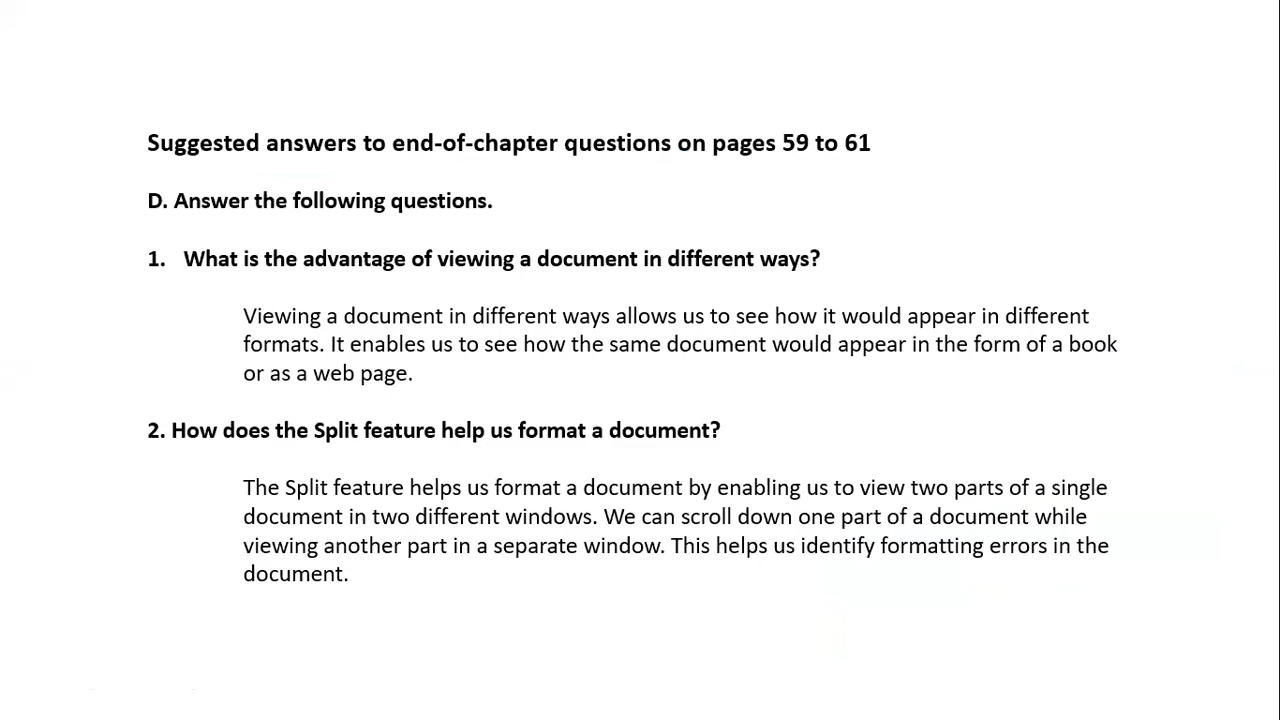 Suggested answers to end-of-chapter questions on pages 59 to 61
D. Answer the following questions.
1. What is the advantage of viewing a document in different ways?
Viewing a document in different ways allows us to see how it would appear in different
formats. It enables us to see how the same document would appear in the form of a book
or as a web page.
2. How does the Split feature help us format a document?
The Split feature helps us format a document by enabling us to view two parts of a single
document in two different windows. We can scroll down one part of a document while
viewing another part in a separate window. This helps us identify formatting errors in the
document.